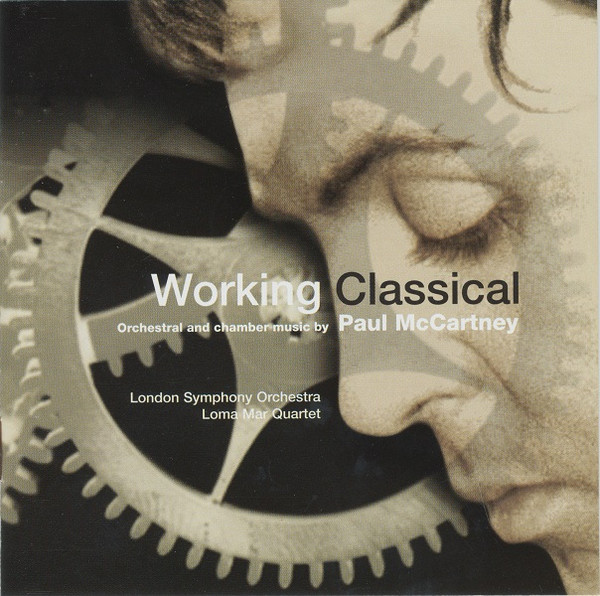 Working Classical
Orchestral and chamber music by Paul McCartney
London Symphony Orchestra
Loma Mar Quartet